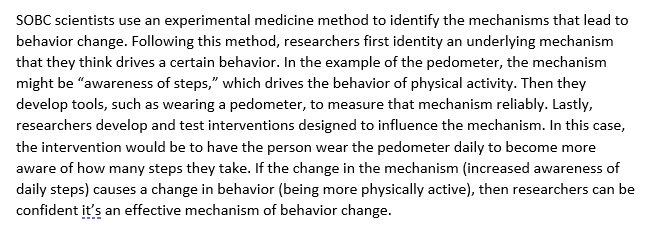 SOBC scientists use an experimental medicine method to identify the mechanisms that lead to
behavior change. Following this method, researchers first identity an underlying mechanism
that they think drives a certain behavior. In the example of the pedometer, the mechanism
might be “awareness of steps,” which drives the behavior of physical activity. Then they
develop tools, such as wearing a pedometer, to measure that mechanism reliably. Lastly,
researchers develop and test interventions designed to influence the mechanism. In this case,
the intervention would be to have the person wear the pedometer daily to become more
aware of how many steps they take. If the change in the mechanism (increased awareness of
daily steps) causes a change in behavior (being more physically active), then researchers can be
confident it’s an effective mechanism of behavior change.